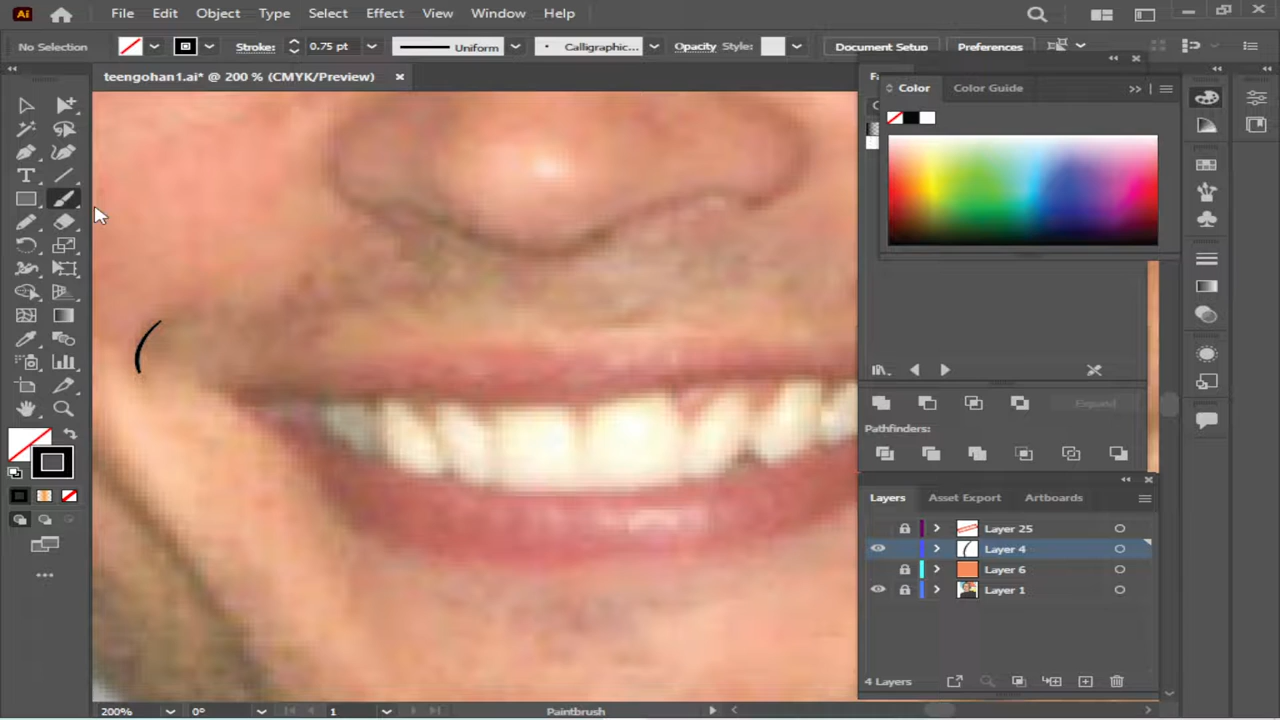 Ai File Edit Object Type Select Effect View Window Help
No Selection Stroke: 0.75 pt Uniform Calligraphic... Opacity Style: Document Setup Preferences
teengohan1.ai* @ 200 % (CMYK/Preview)
Color Color Guide
Expand
Pathfinders:
Layers Asset Export Artboards
Layer 25
Layer 4
Layer 6
Layer 1
4 Layers
200% 0° 1 Paintbrush